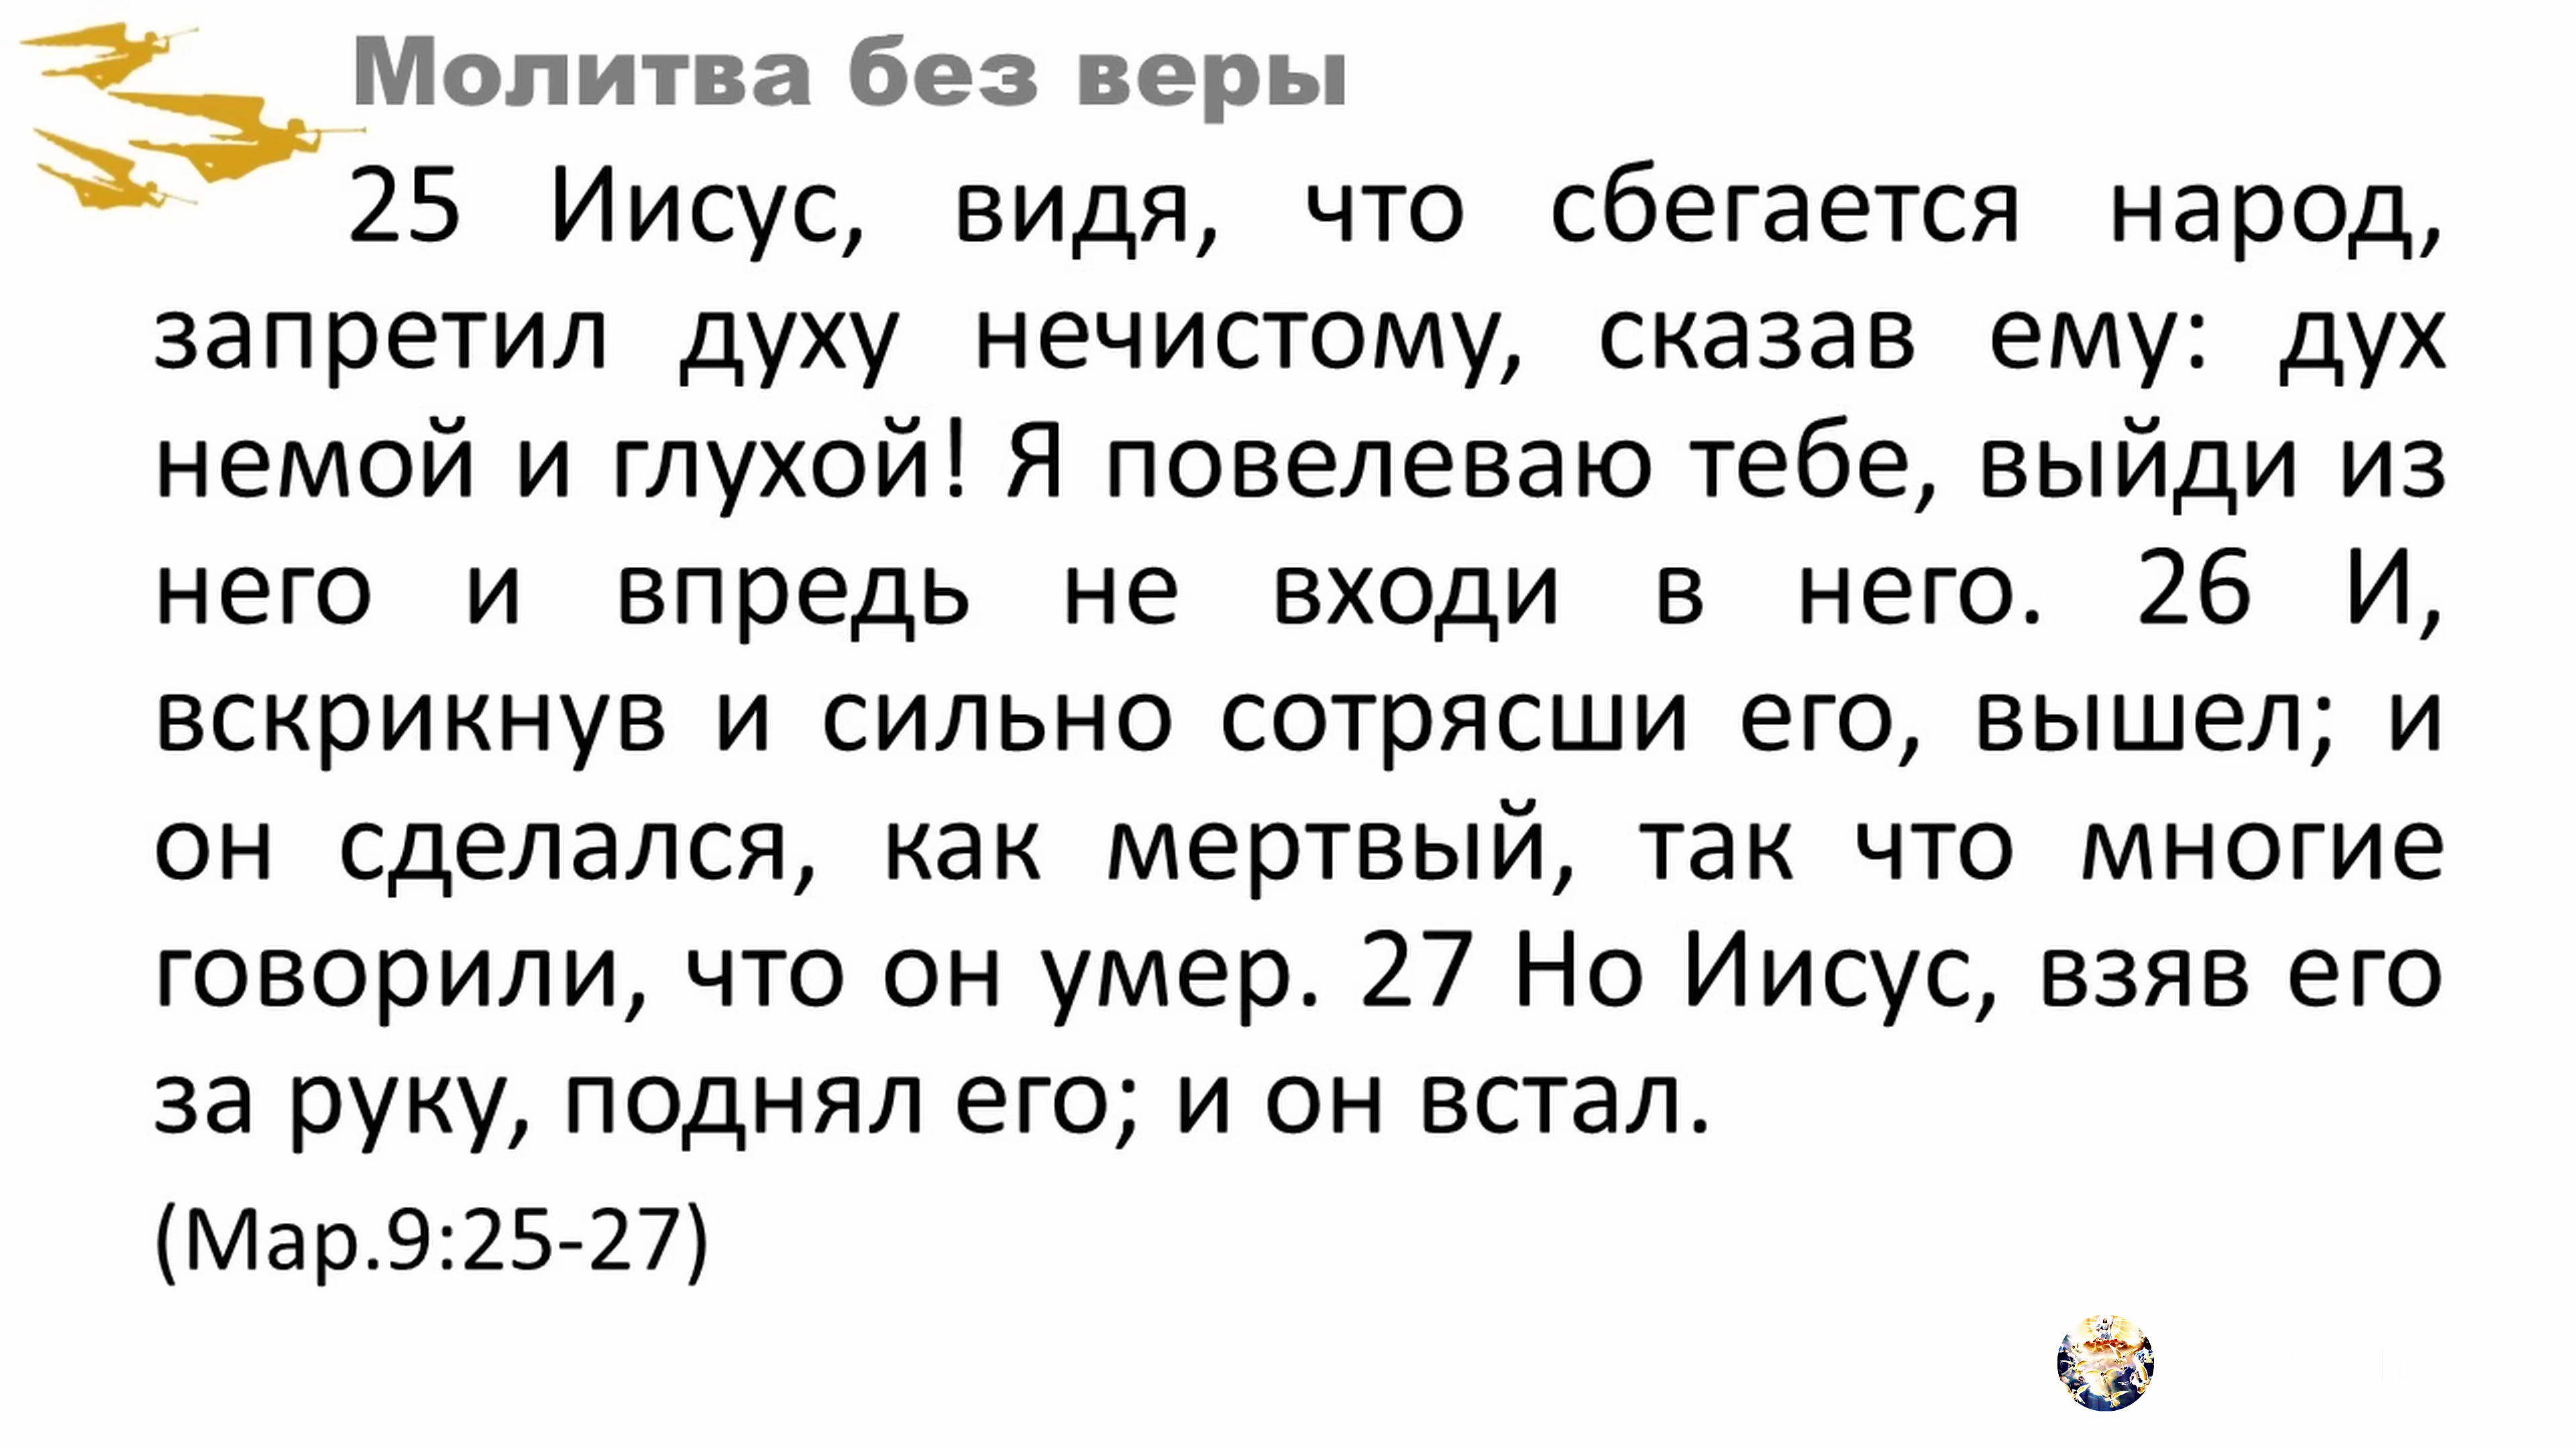 Молитва без веры
25 Иисус, видя, что сбегается народ,
запретил духу нечистому, сказав ему: дух
немой и глухой! Я повелеваю тебе, выйди из
него и впредь не входи в него. 26 И,
вскрикнув и сильно сотрясши его, вышел; и
он сделался, как мертвый, так что многие
говорили, что он умер. 27 Но Иисус, взяв его
за руку, поднял его; и он встал.
(Мар.9:25-27)